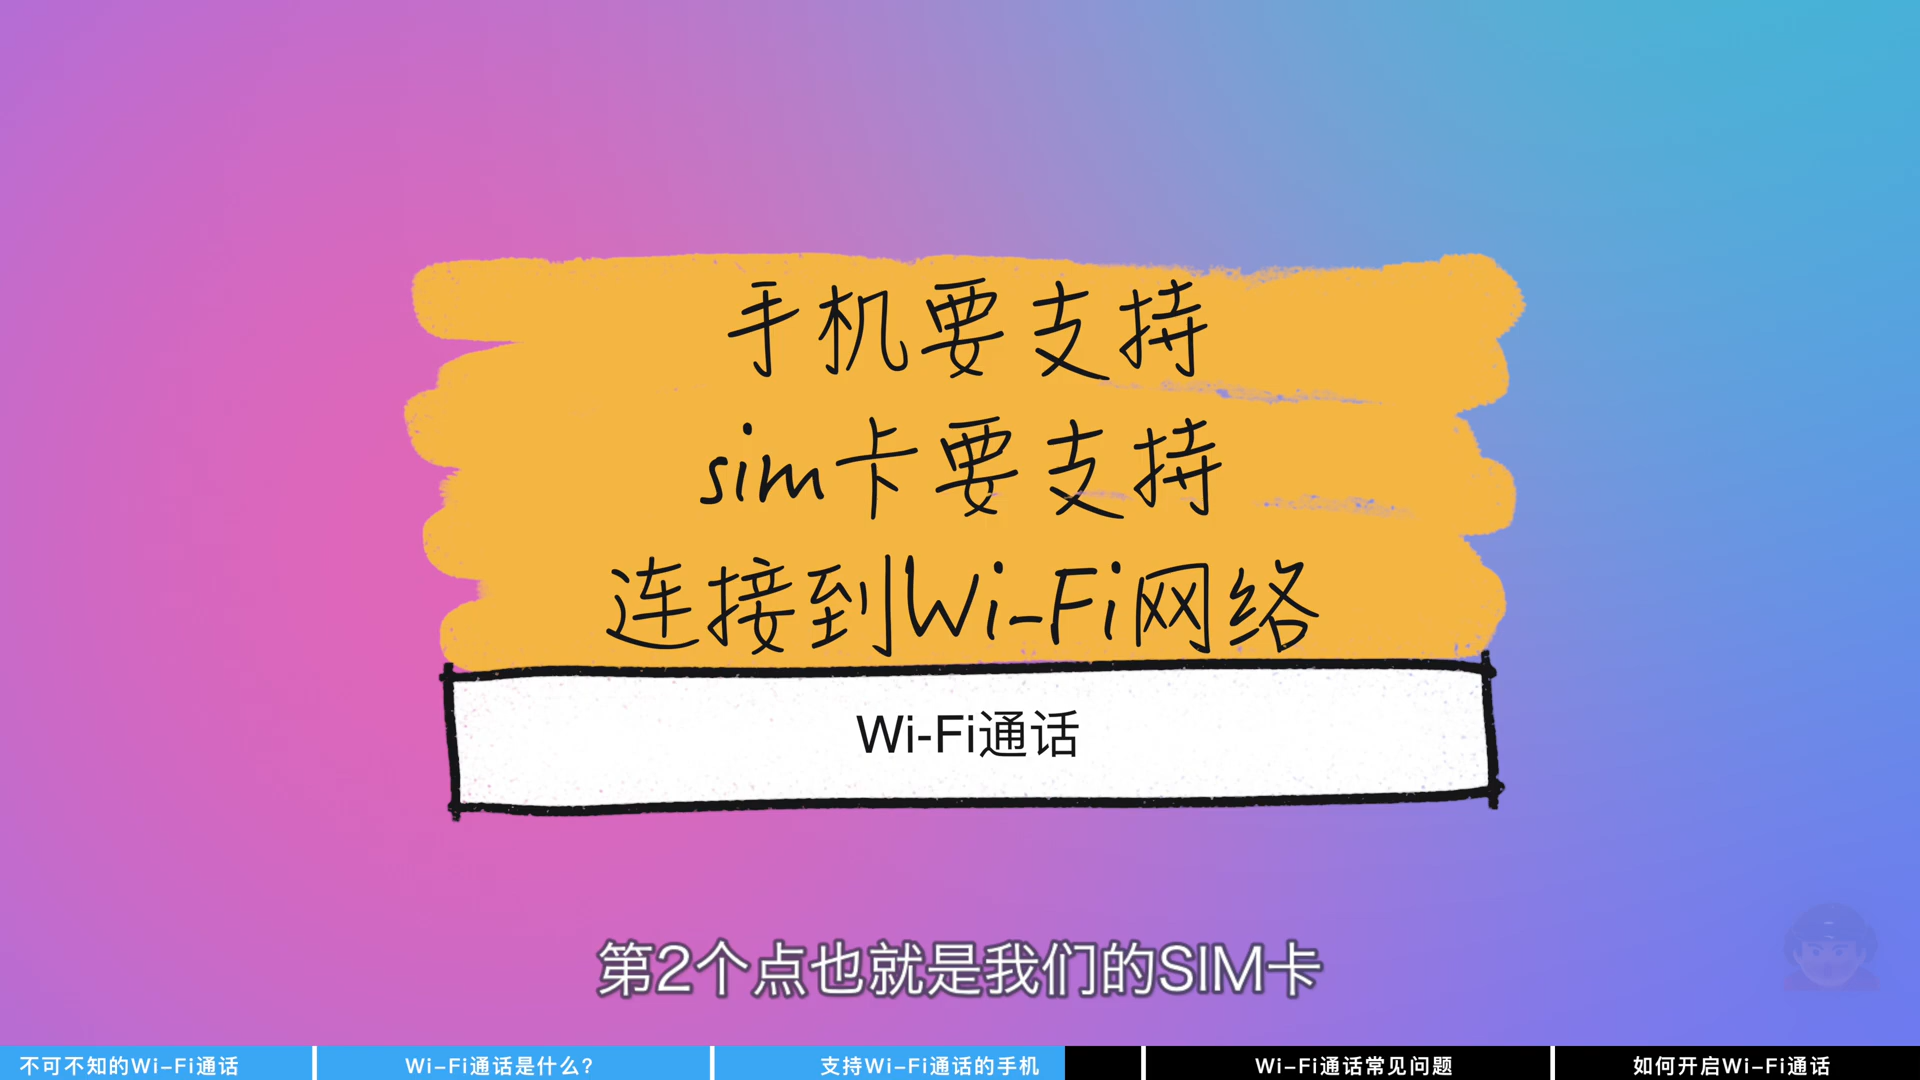 手机要支持
sim卡要支持
连接到Wi-Fi网络
Wi-Fi通话
第2个点也就是我们的SIM卡
不可不知的Wi-Fi通话
Wi-Fi通话是什么?
支持Wi-Fi通话的手机
Wi-Fi通话常见问题
如何开启Wi-Fi通话